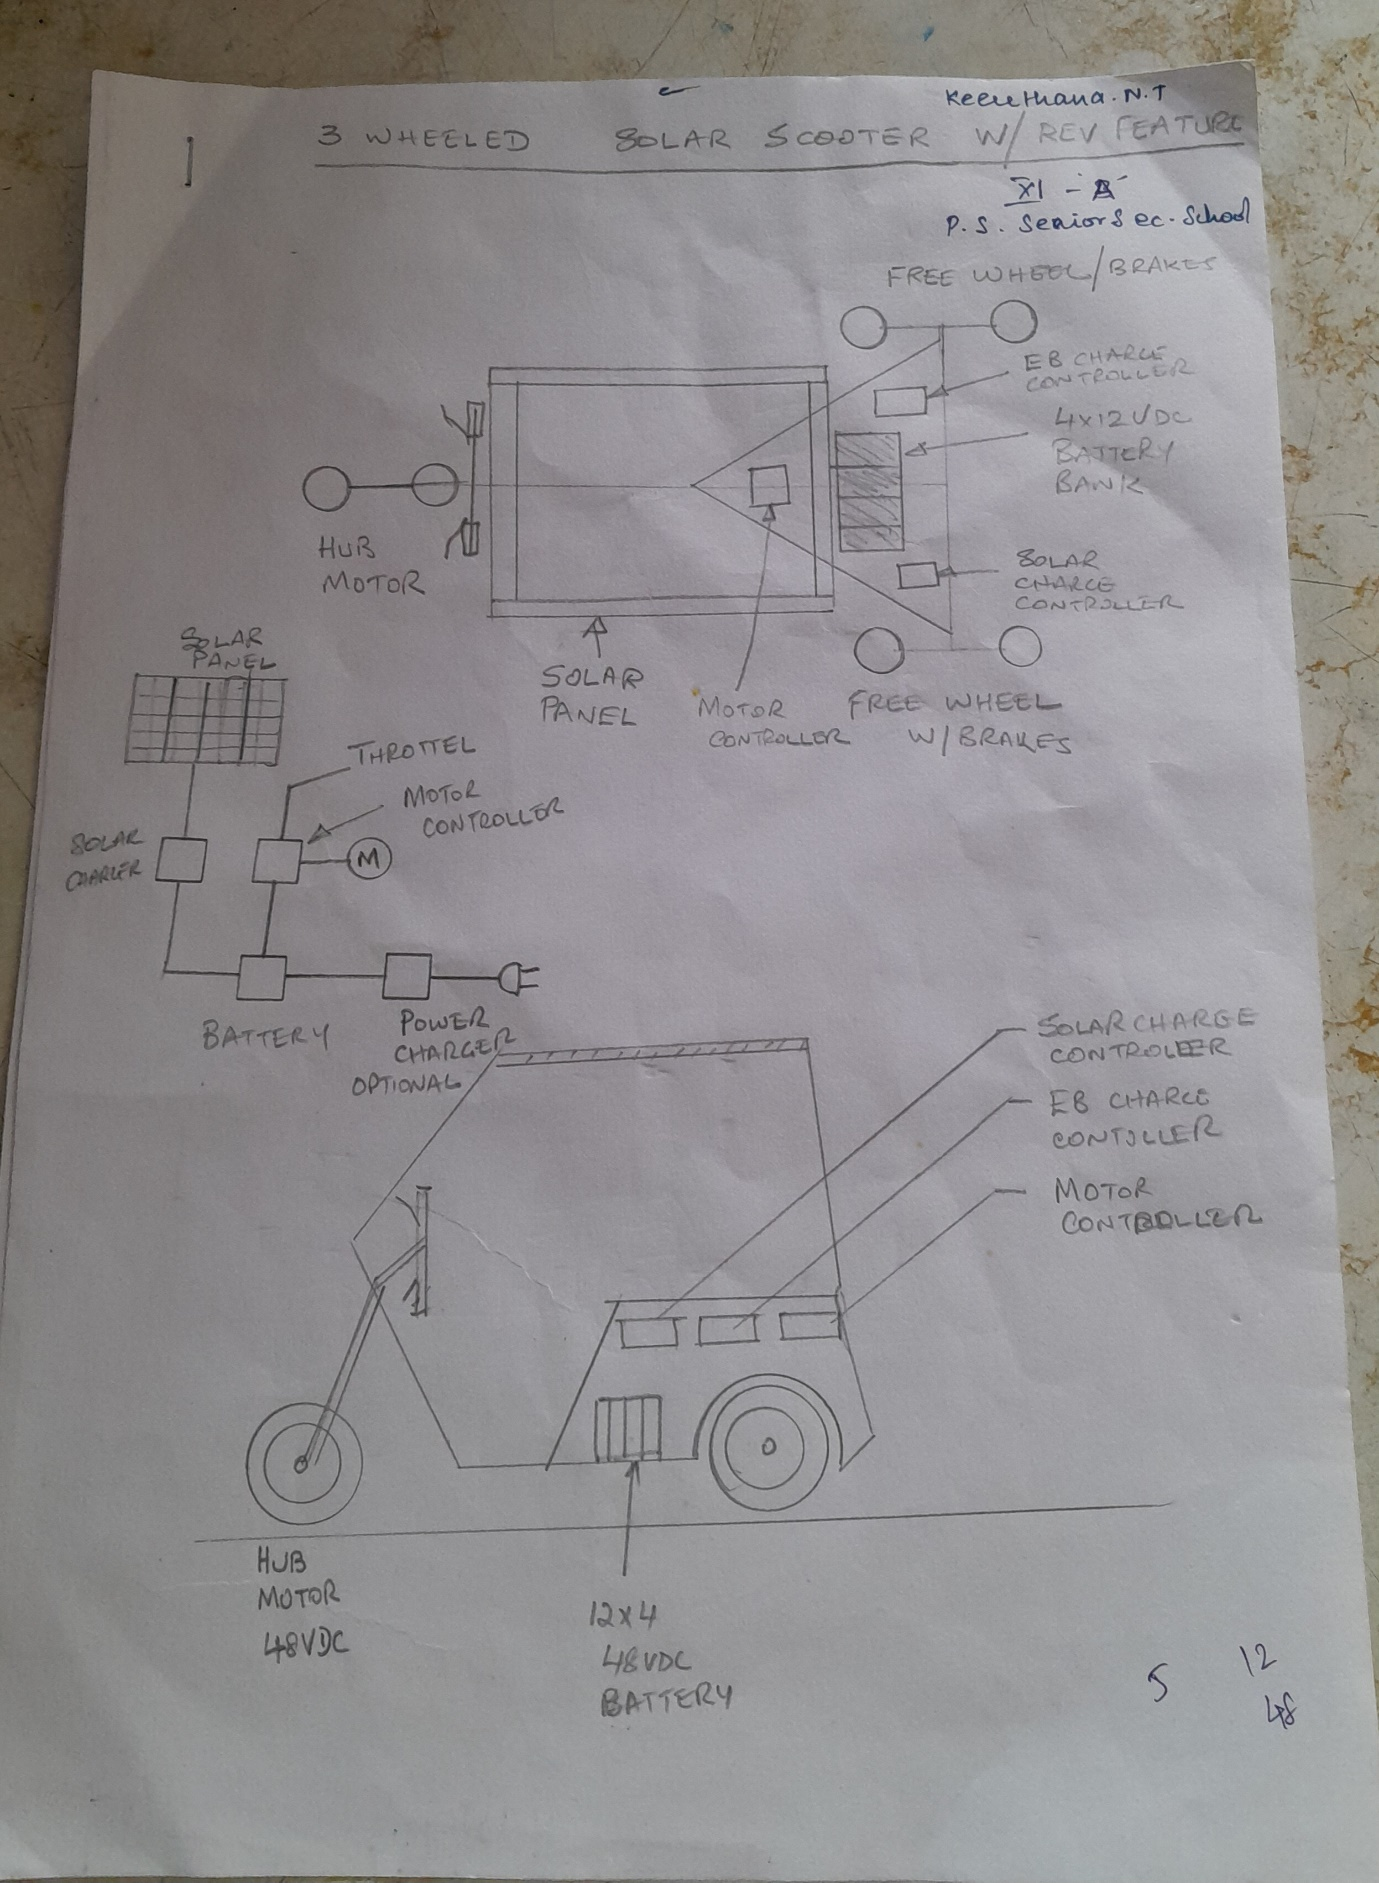 Keerthana. N.T
3 WHEELED SOLAR SCOOTER W/ REV FEATURE
XI - A
P. S. Senior Sec. School
FREE WHEEL/BRAKES
EB CHARGE
CONTROLLER
4x12VDC
BATTERY
BANK
HUB
MOTOR
SOLAR
CHARGE
CONTROLLER
SOLAR
PANEL
SOLAR
PANEL
MOTOR
CONTROLLER
FREE WHEEL
W/BRAKES
THROTTEL
MOTOR
CONTROLLER
SOLAR
CHARGER
M
BATTERY
POWER
CHARGER
OPTIONAL
SOLAR CHARGE
CONTROLLER
EB CHARGE
CONTULLER
MOTOR
CONTROLLER
HUB
MOTOR
48VDC
12x4
48VDC
BATTERY
5 12
48